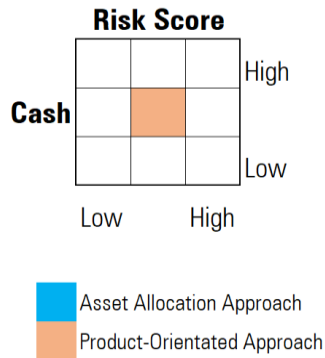 Risk Score
High
Cash
Low
Low High
Asset Allocation Approach
Product-Orientated Approach